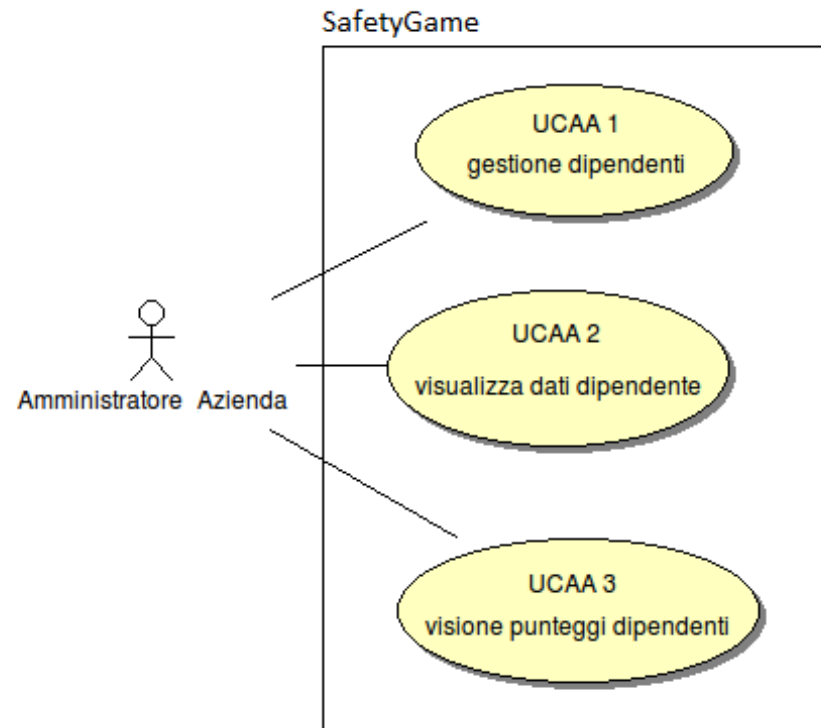 SafetyGame
UCAA 1
gestione dipendenti
UCAA 2
visualizza dati dipendente
Amministratore Azienda
UCAA 3
visione punteggi dipendenti